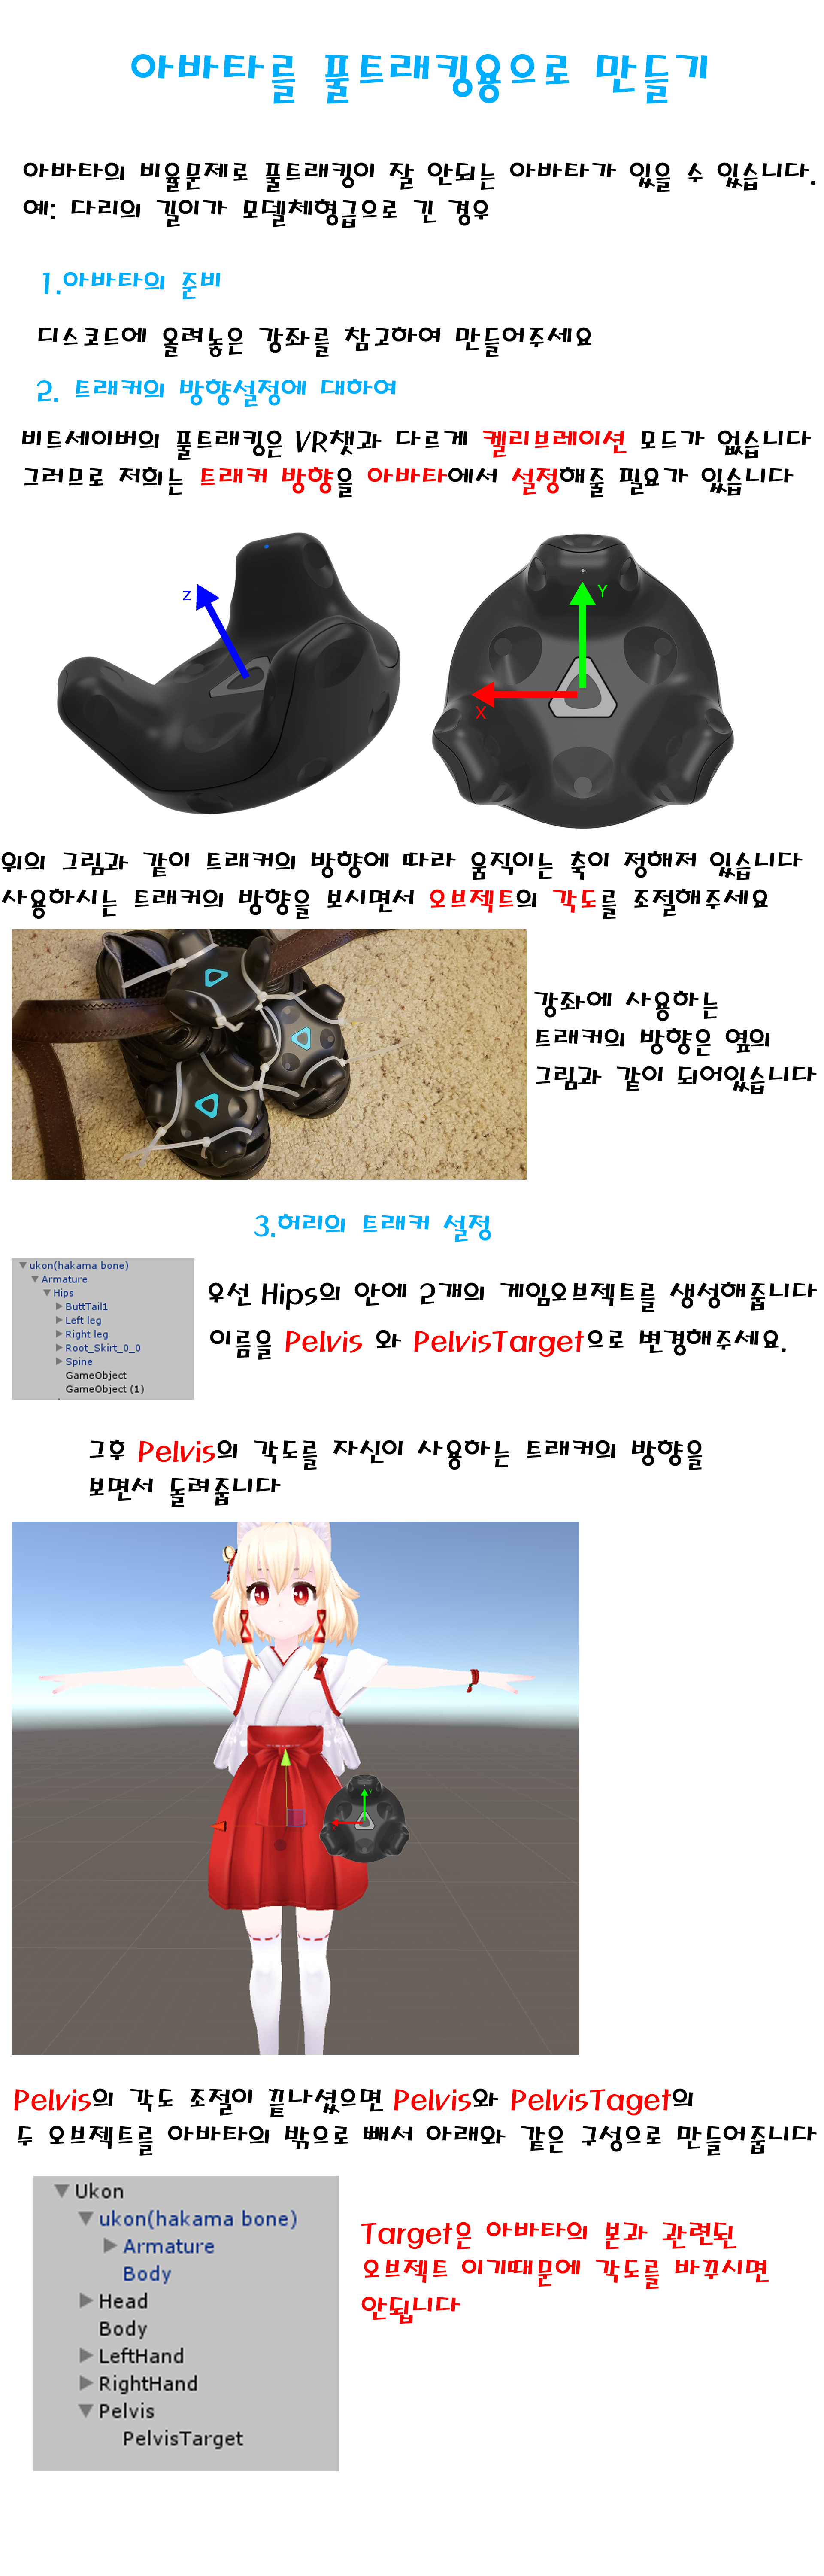 아바타를 풀트래킹용으로 만들기
아바타의 비율문제로 풀트래킹이 잘 안되는 아바타가 있을 수 있습니다.
예: 다리의 길이가 모델체형급으로 긴 경우
1.아바타의 준비
디스코드에 올려놓은 강좌를 참고하여 만들어주세요
2. 트래커의 방향설정에 대하여
비트세이버의 풀트래킹은 VR챗과 다르게 켈리브레이션 모드가 없습니다
그러므로 저희는 트래커 방향을 아바타에서 설정해줄 필요가 있습니다
Z
Y
X
위의 그림과 같이 트래커의 방향에 따라 움직이는 축이 정해져 있습니다
사용하시는 트래커의 방향을 보시면서 오브젝트의 각도를 조절해주세요
강좌에 사용하는
트래커의 방향은 옆의
그림과 같이 되어있습니다
3.허리의 트래커 설정
ukon(hakama bone)
Armature
Hips
ButtTail1
Left leg
Right leg
Root_Skirt_0_0
Spine
GameObject
GameObject (1)
우선 Hips의 안에 2개의 게임오브젝트를 생성해줍니다
이름을 Pelvis 와 PelvisTarget으로 변경해주세요.
그후 Pelvis의 각도를 자신이 사용하는 트래커의 방향을
보면서 돌려줍니다
Pelvis의 각도 조절이 끝나셨으면 Pelvis와 PelvisTaget의
두 오브젝트를 아바타의 밖으로 빼서 아래와 같은 구성으로 만들어줍니다
Ukon
ukon(hakama bone)
Armature
Body
Head
Body
LeftHand
RightHand
Pelvis
PelvisTarget
Target은 아바타의 본과 관련된
오브젝트 이기때문에 각도를 바꾸시면
안됩니다